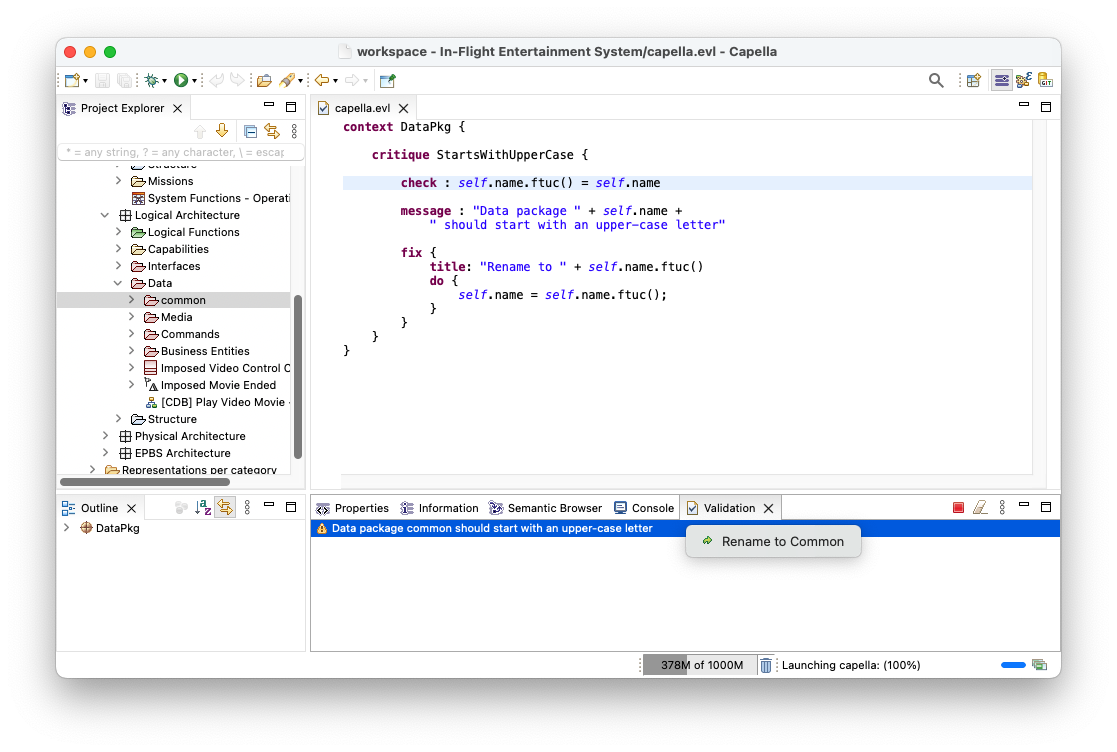 workspace - In-Flight Entertainment System/capella.evl - Capella
GIT
Project Explorer
* = any string, ? = any character, \ = escap
Structure
Missions
System Functions - Operati
Logical Architecture
Logical Functions
Capabilities
Interfaces
Data
common
Media
Commands
Business Entities
Imposed Video Control C
Imposed Movie Ended
[CDB] Play Video Movie -
Structure
Physical Architecture
EPBS Architecture
Representations per category
capella.evl
context DataPkg {
critique StartsWithUpperCase {
check : self.name.ftuc() = self.name
message : "Data package " + self.name +
" should start with an upper-case letter"
fix {
title: "Rename to " + self.name.ftuc()
do {
self.name = self.name.ftuc();
}
}
}
}
Outline
DataPkg
Properties
Information
Semantic Browser
Console
Validation
Data package common should start with an upper-case letter
Rename to Common
378M of 1000M
Launching capella: (100%)